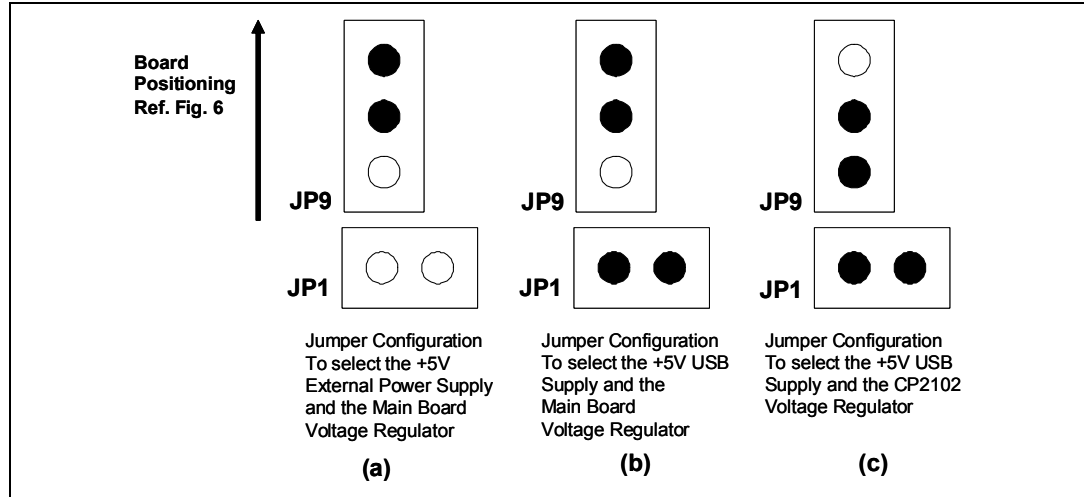 Board
Positioning
Ref. Fig. 6
JP9
JP1
Jumper Configuration
To select the +5V
External Power Supply
and the Main Board
Voltage Regulator
(a)
JP9
JP1
Jumper Configuration
To select the +5V USB
Supply and the
Main Board
Voltage Regulator
(b)
JP9
JP1
Jumper Configuration
To select the +5V USB
Supply and the CP2102
Voltage Regulator
(c)